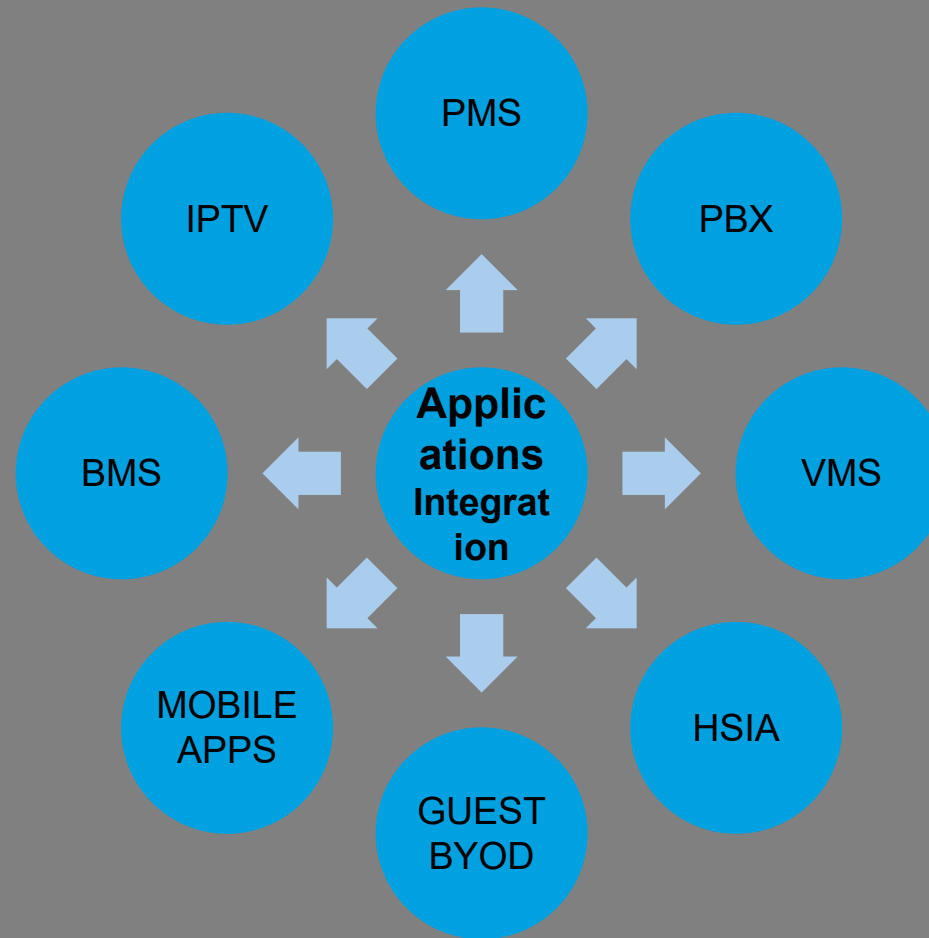 PMS
IPTV
PBX
Applic
ations
Integrat
ion
BMS
VMS
MOBILE
APPS
HSIA
GUEST
BYOD